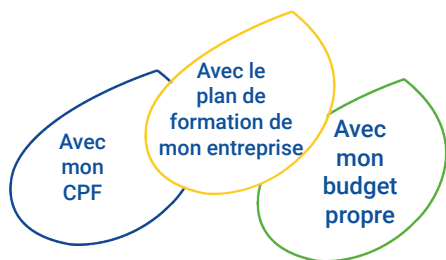 Avec
mon
CPF
Avec le
plan de
formation de
mon entreprise
Avec
mon
budget
propre